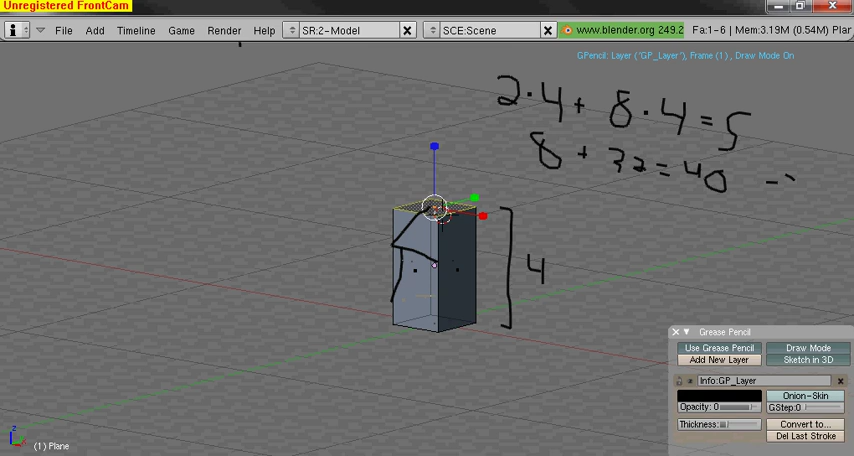 Unregistered FrontCam
File Add Timeline Game Render Help SR:2-Model SCE:Scene www.blender.org 249.2 Fa:1-6 | Mem:3.19M (0.54M) Plar
GPencil: Layer ("GP_Layer"), Frame (1) , Draw Mode On
2·4 + 8·4 = S
8 + 32 = 40 -
4
Grease Pencil
Use Grease Pencil Draw Mode
Add New Layer Sketch in 3D
Info:GP_Layer
Onion-Skin
Opacity: 0 GStep:0
Thickness: Convert to...
Del Last Stroke
z
(1) Plane